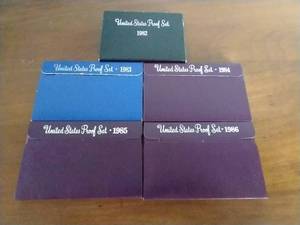 United States Proof Set
1982
United States Proof Set · 1983
United States Proof Set · 1984
United States Proof Set · 1985
United States Proof Set · 1986